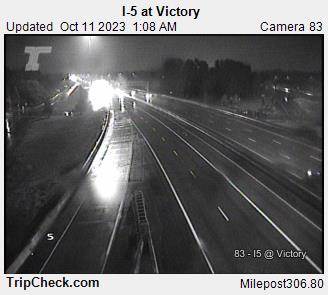 I-5 at Victory
Updated Oct 11 2023 1:08 AM Camera 83
T
S
83 - I5 @ Victory
TripCheck.com Milepost306.80